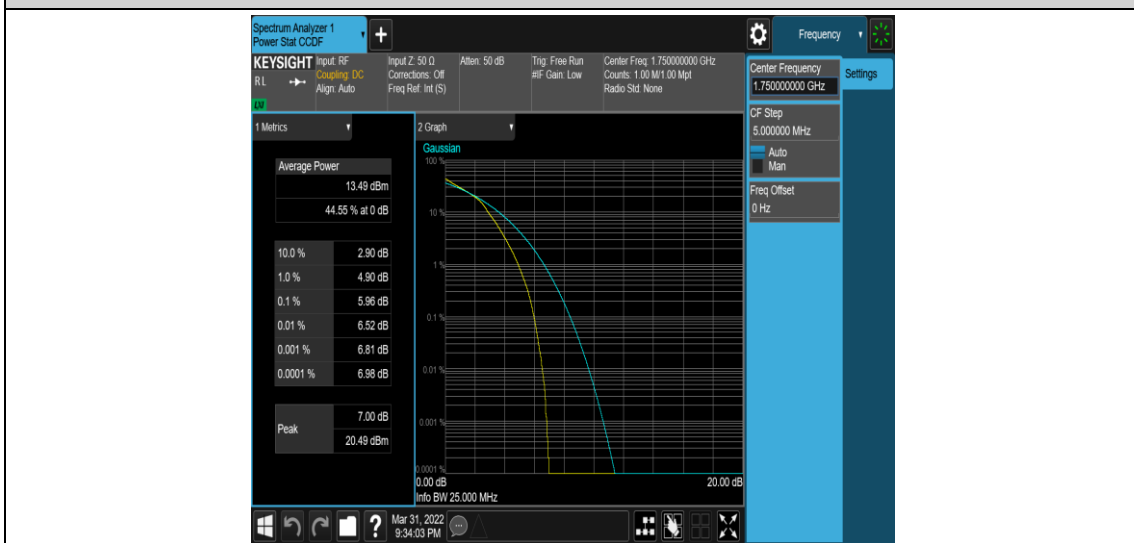 Spectrum Analyzer 1
Power Stat CCDF
+
Frequency
KEYSIGHT
RL
LXI
Input: RF
Coupling: DC
Align: Auto
Input Z: 50 Ω
Corrections: Off
Freq Ref: Int (S)
Atten: 50 dB
Trig: Free Run
#IF Gain: Low
Center Freq: 1.750000000 GHz
Counts: 1.00 M/1.00 Mpt
Radio Std: None
Center Frequency
1.750000000 GHz
Settings
CF Step
5.000000 MHz
Auto
Man
Freq Offset
0 Hz
1 Metrics
Average Power
13.49 dBm
44.55 % at 0 dB
10.0 % 2.90 dB
1.0 % 4.90 dB
0.1 % 5.96 dB
0.01 % 6.52 dB
0.001 % 6.81 dB
0.0001 % 6.98 dB
Peak
7.00 dB
20.49 dBm
2 Graph
Gaussian
100 %
10 %
1 %
0.1 %
0.01 %
0.001 %
0.0001 %
0.00 dB 20.00 dB
Info BW 25.000 MHz
?
Mar 31, 2022
9:34:03 PM